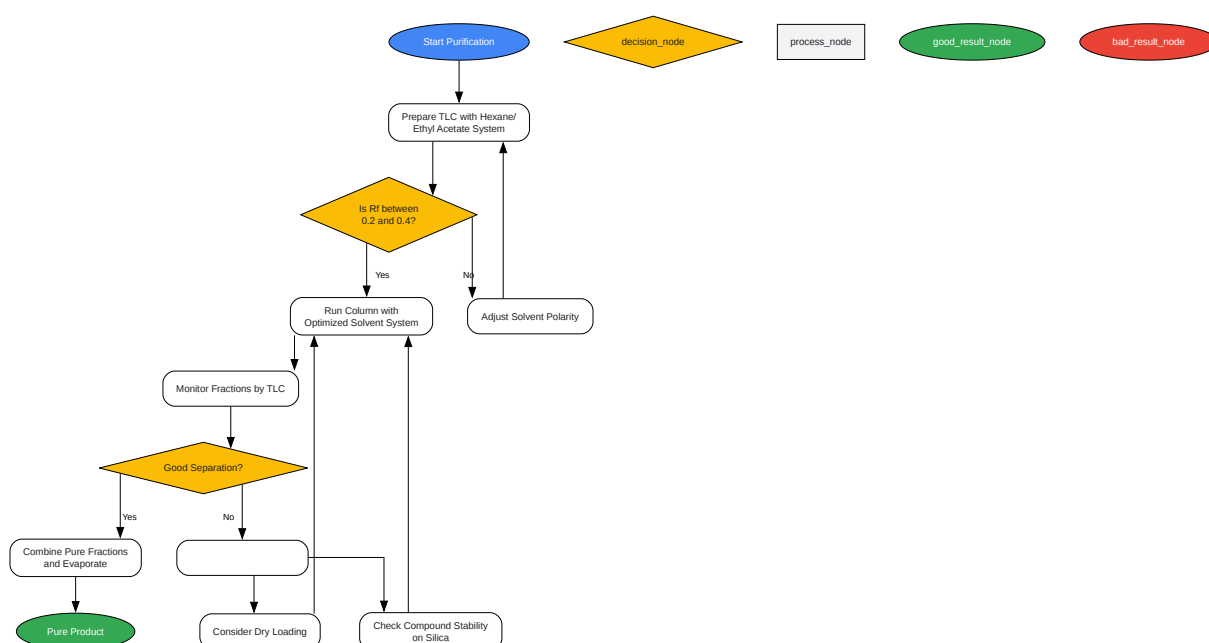 Start Purification
decision_node
process_node
good_result_node
bad_result_node
Prepare TLC with Hexane/
Ethyl Acetate System
Is Rf between
0.2 and 0.4?
Yes
No
Run Column with
Optimized Solvent System
Adjust Solvent Polarity
Monitor Fractions by TLC
Good Separation?
Yes
No
Combine Pure Fractions
and Evaporate
Pure Product
Consider Dry Loading
Check Compound Stability
on Silica